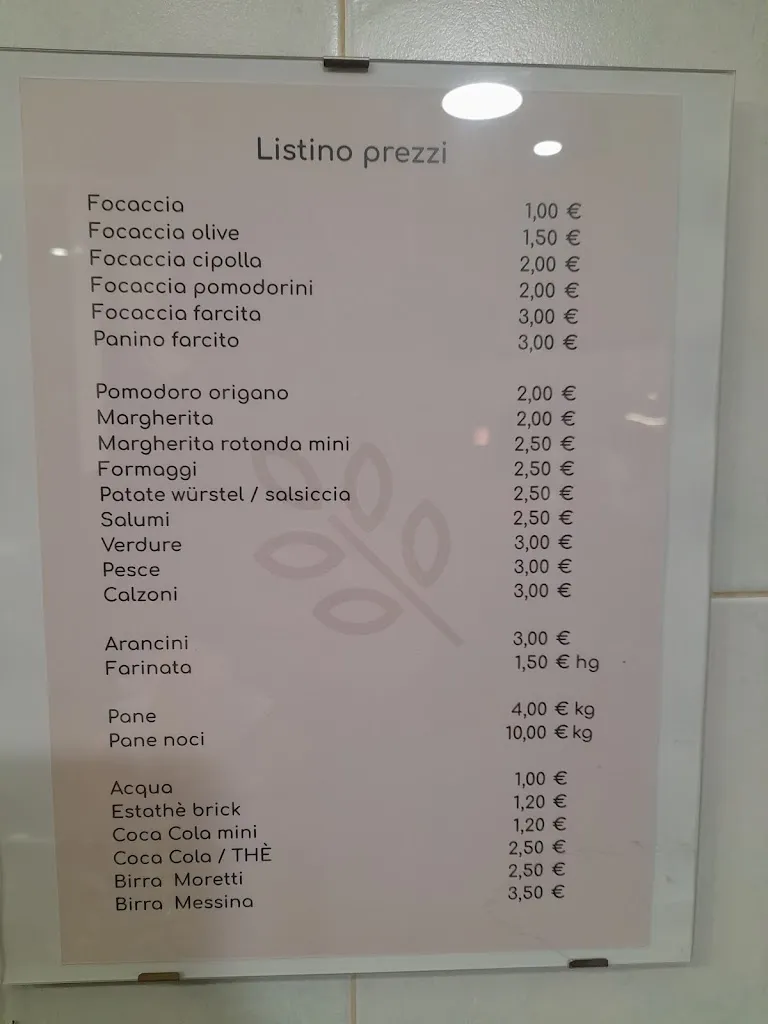 Listino prezzi
Focaccia 1,00 €
Focaccia olive 1,50 €
Focaccia cipolla 2,00 €
Focaccia pomodorini 2,00 €
Focaccia farcita 3,00 €
Panino farcito 3,00 €
Pomodoro origano 2,00 €
Margherita 2,00 €
Margherita rotonda mini 2,50 €
Formaggi 2,50 €
Patate würstel / salsiccia 2,50 €
Salumi 2,50 €
Verdure 3,00 €
Pesce 3,00 €
Calzoni 3,00 €
Arancini 3,00 €
Farinata 1,50 € hg
Pane 4,00 € kg
Pane noci 10,00 € kg
Acqua 1,00 €
Estathè brick 1,20 €
Coca Cola mini 1,20 €
Coca Cola / THÈ 2,50 €
Birra Moretti 2,50 €
Birra Messina 3,50 €